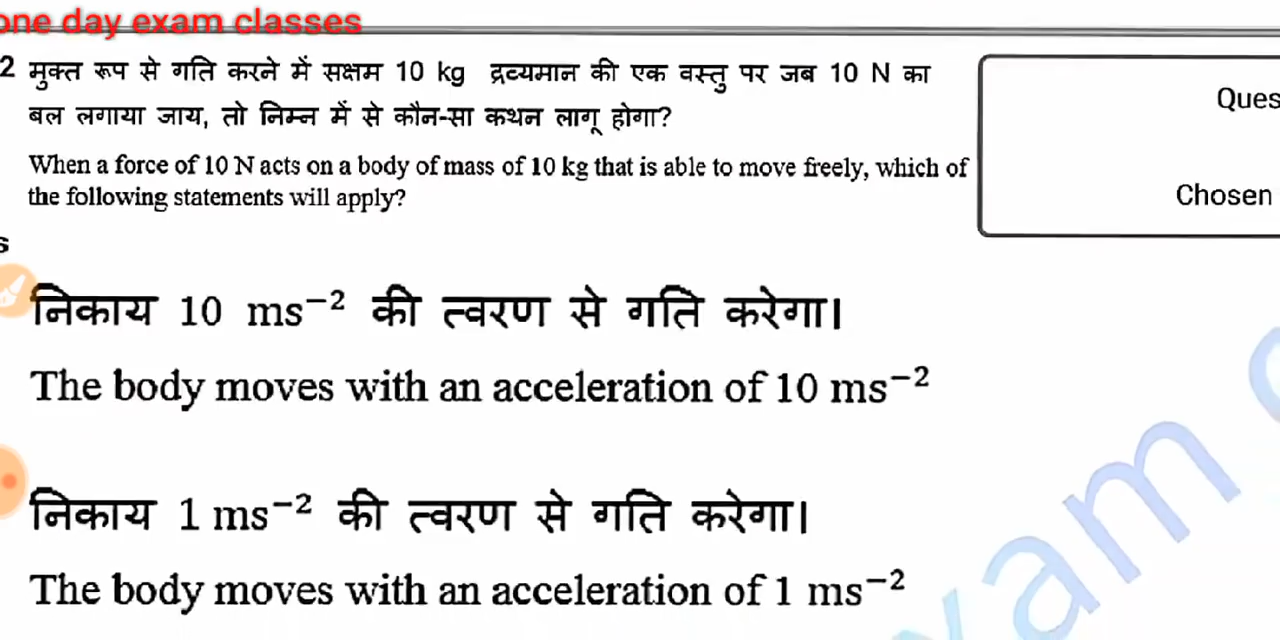 one day exam classes
2 मुक्त रूप से गति करने में सक्षम 10 kg द्रव्यमान की एक वस्तु पर जब 10 N का
Ques
बल लगाया जाय, तो निम्न में से कौन-सा कथन लागू होगा?
When a force of 10 N acts on a body of mass of 10 kg that is able to move freely, which of
the following statements will apply?
Chosen
s
निकाय 10 ms⁻² की त्वरण से गति करेगा।
The body moves with an acceleration of 10 ms⁻²
निकाय 1 ms⁻² की त्वरण से गति करेगा।
The body moves with an acceleration of 1 ms⁻²